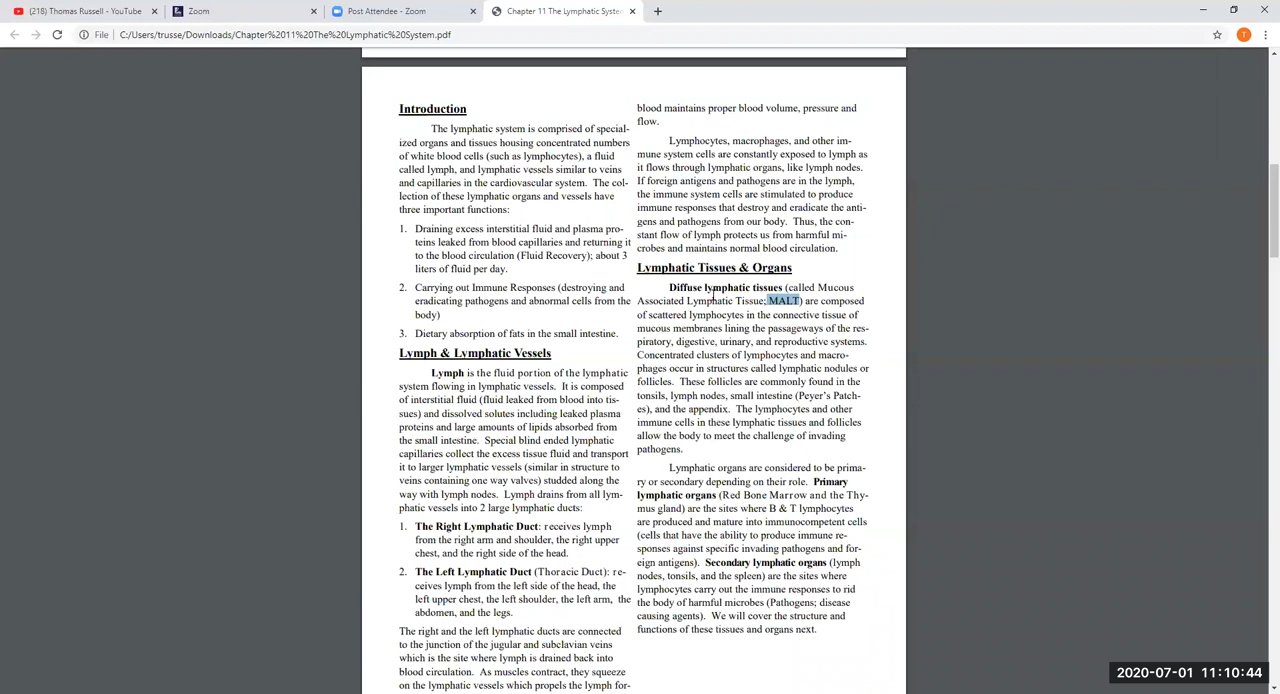 (218) Thomas Russell - YouTube
Zoom
Post Attendee - Zoom
Chapter 11 The Lymphatic System
File
C:/Users/trusse/Downloads/Chapter%2011%20The%20Lymphatic%20System.pdf
T
Introduction
The lymphatic system is comprised of special-
ized organs and tissues housing concentrated numbers
of white blood cells (such as lymphocytes), a fluid
called lymph, and lymphatic vessels similar to veins
and capillaries in the cardiovascular system. The col-
lection of these lymphatic organs and vessels have
three important functions:
1. Draining excess interstitial fluid and plasma pro-
teins leaked from blood capillaries and returning it
to the blood circulation (Fluid Recovery); about 3
liters of fluid per day.
2. Carrying out Immune Responses (destroying and
eradicating pathogens and abnormal cells from the
body)
3. Dietary absorption of fats in the small intestine.
Lymph & Lymphatic Vessels
Lymph is the fluid portion of the lymphatic
system flowing in lymphatic vessels. It is composed
of interstitial fluid (fluid leaked from blood into tis-
sues) and dissolved solutes including leaked plasma
proteins and large amounts of lipids absorbed from
the small intestine. Special blind ended lymphatic
capillaries collect the excess tissue fluid and transport
it to larger lymphatic vessels (similar in structure to
veins containing one way valves) studded along the
way with lymph nodes. Lymph drains from all lym-
phatic vessels into 2 large lymphatic ducts:
1. The Right Lymphatic Duct: receives lymph
from the right arm and shoulder, the right upper
chest, and the right side of the head.
2. The Left Lymphatic Duct (Thoracic Duct): re-
ceives lymph from the left side of the head, the
left upper chest, the left shoulder, the left arm, the
abdomen, and the legs.
The right and the left lymphatic ducts are connected
to the junction of the jugular and subclavian veins
which is the site where lymph is drained back into
blood circulation. As muscles contract, they squeeze
on the lymphatic vessels which propels the lymph for-
blood maintains proper blood volume, pressure and
flow.
Lymphocytes, macrophages, and other im-
mune system cells are constantly exposed to lymph as
it flows through lymphatic organs, like lymph nodes.
If foreign antigens and pathogens are in the lymph,
the immune system cells are stimulated to produce
immune responses that destroy and eradicate the anti-
gens and pathogens from our body. Thus, the con-
stant flow of lymph protects us from harmful mi-
crobes and maintains normal blood circulation.
Lymphatic Tissues & Organs
Diffuse lymphatic tissues (called Mucous
Associated Lymphatic Tissue; MALT) are composed
of scattered lymphocytes in the connective tissue of
mucous membranes lining the passageways of the res-
piratory, digestive, urinary, and reproductive systems.
Concentrated clusters of lymphocytes and macro-
phages occur in structures called lymphatic nodules or
follicles. These follicles are commonly found in the
tonsils, lymph nodes, small intestine (Peyer's Patch-
es), and the appendix. The lymphocytes and other
immune cells in these lymphatic tissues and follicles
allow the body to meet the challenge of invading
pathogens.
Lymphatic organs are considered to be prima-
ry or secondary depending on their role. Primary
lymphatic organs (Red Bone Marrow and the Thy-
mus gland) are the sites where B & T lymphocytes
are produced and mature into immunocompetent cells
(cells that have the ability to produce immune re-
sponses against specific invading pathogens and for-
eign antigens). Secondary lymphatic organs (lymph
nodes, tonsils, and the spleen) are the sites where
lymphocytes carry out the immune responses to rid
the body of harmful microbes (Pathogens; disease
causing agents). We will cover the structure and
functions of these tissues and organs next.
2020-07-01 11:10:44